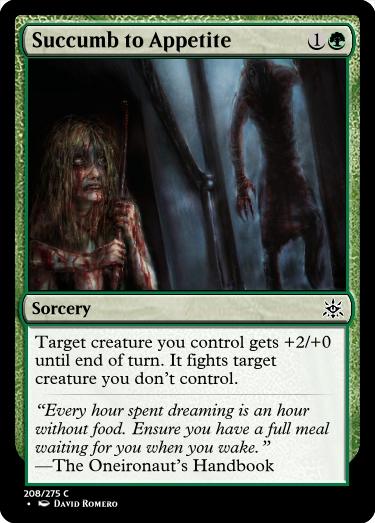 Succumb to Appetite 1
Sorcery
Target creature you control gets +2/+0
until end of turn. It fights target
creature you don't control.
"Every hour spent dreaming is an hour
without food. Ensure you have a full meal
waiting for you when you wake."
—The Oneironaut's Handbook
208/275 C
• David Romero